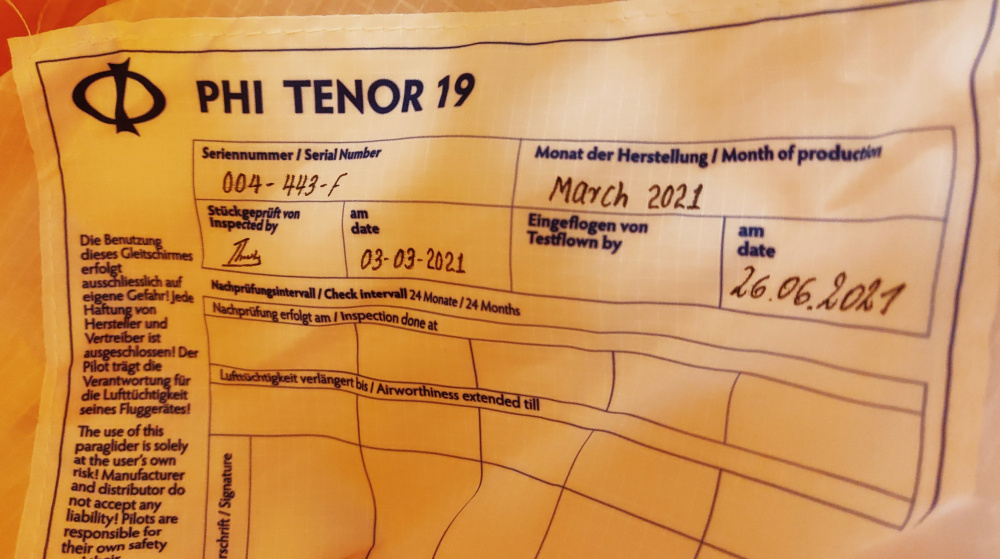 PHI TENOR 19
Seriennummer / Serial Number
004-443-F
Monat der Herstellung / Month of production
March 2021
Stückgeprüft von
Inspected by
am
date
03-03-2021
Eingeflogen von
Testflown by
am
date
26.06.2021
Nachprüfungsintervall / Check intervall 24 Monate / 24 Months
Nachprüfung erfolgt am / Inspection done at
Lufttüchtigkeit verlängert bis / Airworthiness extended till
rschrift / Signature
Die Benutzung
dieses Gleitschirmes
erfolgt
ausschliesslich auf
eigene Gefahr! Jede
Haftung von
Hersteller und
Vertreiber ist
ausgeschlossen! Der
Pilot trägt die
Verantwortung für
die Lufttüchtigkeit
seines Fluggerätes!
The use of this
paraglider is solely
at the user's own
risk! Manufacturer
and distributor do
not accept any
liability! Pilots are
responsible for
their own safety